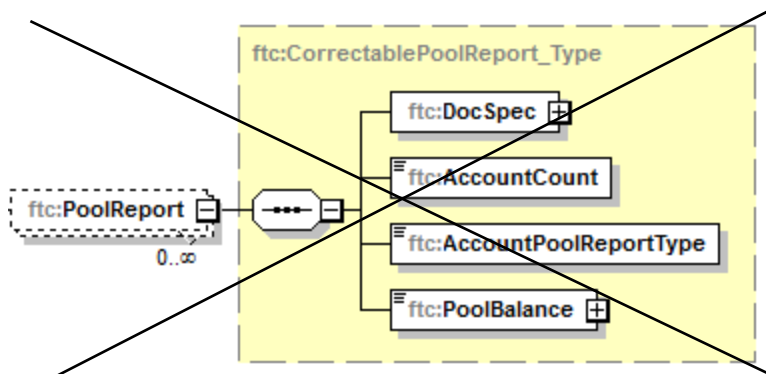 ftc:CorrectablePoolReport_Type
ftc:DocSpec
ftc:AccountCount
ftc:PoolReport
0..∞
ftc:AccountPoolReportType
ftc:PoolBalance